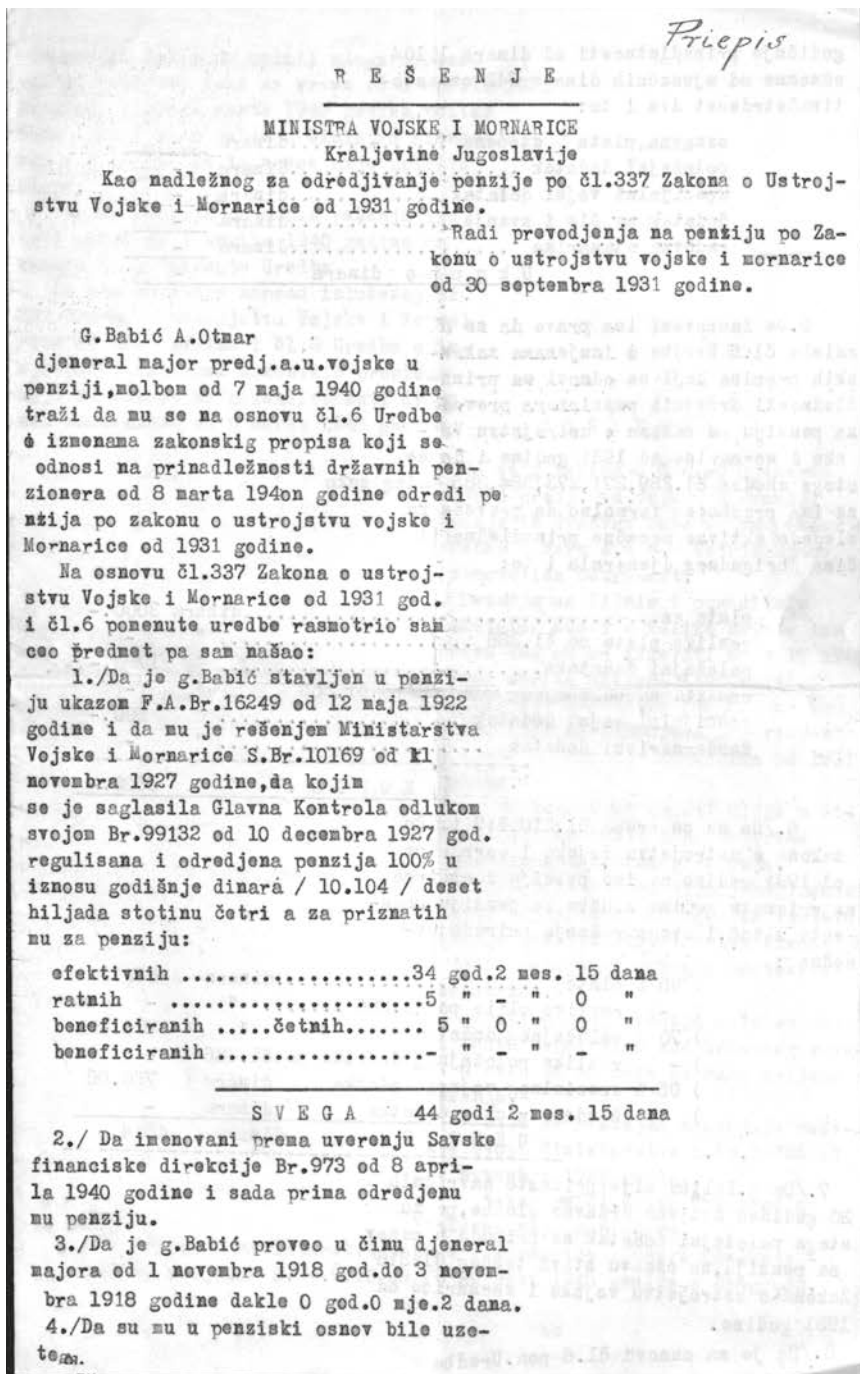 Priepis
R E Š E N J E
MINISTRA VOJSKE I MORNARICE
Kraljevine Jugoslavije
Kao nadležnog za odredjivanje penzije po čl.337 Zakona o Ustroj-
stvu Vojske i Mornarice od 1931 godine.
Radi prevodjenja na penziju po Za-
konu o ustrojstvu vojske i mornarice
od 30 septembra 1931 godine.
G.Babić A.Otmar
djeneral major predj.a.u.vojske u
penziji,molbom od 7 maja 1940 godine
traži da mu se na osnovu čl.6 Uredbe
o izmenama zakonskig propisa koji se
odnosi na prinadležnosti državnih pen-
zionera od 8 marta 194on godine odredi pe
nzija po zakonu o ustrojstvu vojske i
Mornarice od 1931 godine.
Na osnovu čl.337 Zakona o ustroj-
stvu Vojske i Mornarice od 1931 god.
i čl.6 pomenute uredbe rasmotrio sam
ceo predmet pa sam našao:
1./Da je g.Babić stavljen u penzi-
ju ukazom F.A.Br.16249 od 12 maja 1922
godine i da mu je rešenjem Ministarstva
Vojske i Mornarice S.Br.10169 od 11
novembra 1927 godine,da kojim
se je saglasila Glavna Kontrola odlukom
svojom Br.99132 od 10 decembra 1927 god.
regulisana i odredjena penzija 100% u
iznosu godišnje dinara / 10.104 / deset
hiljada stotinu četri a za prizmatih
mu za penziju:
efektivnih .....................34 god.2 mes. 15 dana
ratnih ......................5 " - " 0 "
beneficiranih .....četnih....... 5 " 0 " 0 "
beneficiranih.................- " - " - "
S V E G A 44 godi 2 mes. 15 dana
2./ Da imenovani prema uverenju Savske
financiske direkcije Br.973 od 8 apri-
la 1940 godine i sada prima odredjenu
mu penziju.
3./Da je g.Babić proveo u činu djeneral
majora od 1 novembra 1918 god.do 3 novem-
bra 1918 godine dakle 0 god.0 mje.2 dana.
4./Da su mu u penziski osnov bile uze-
te